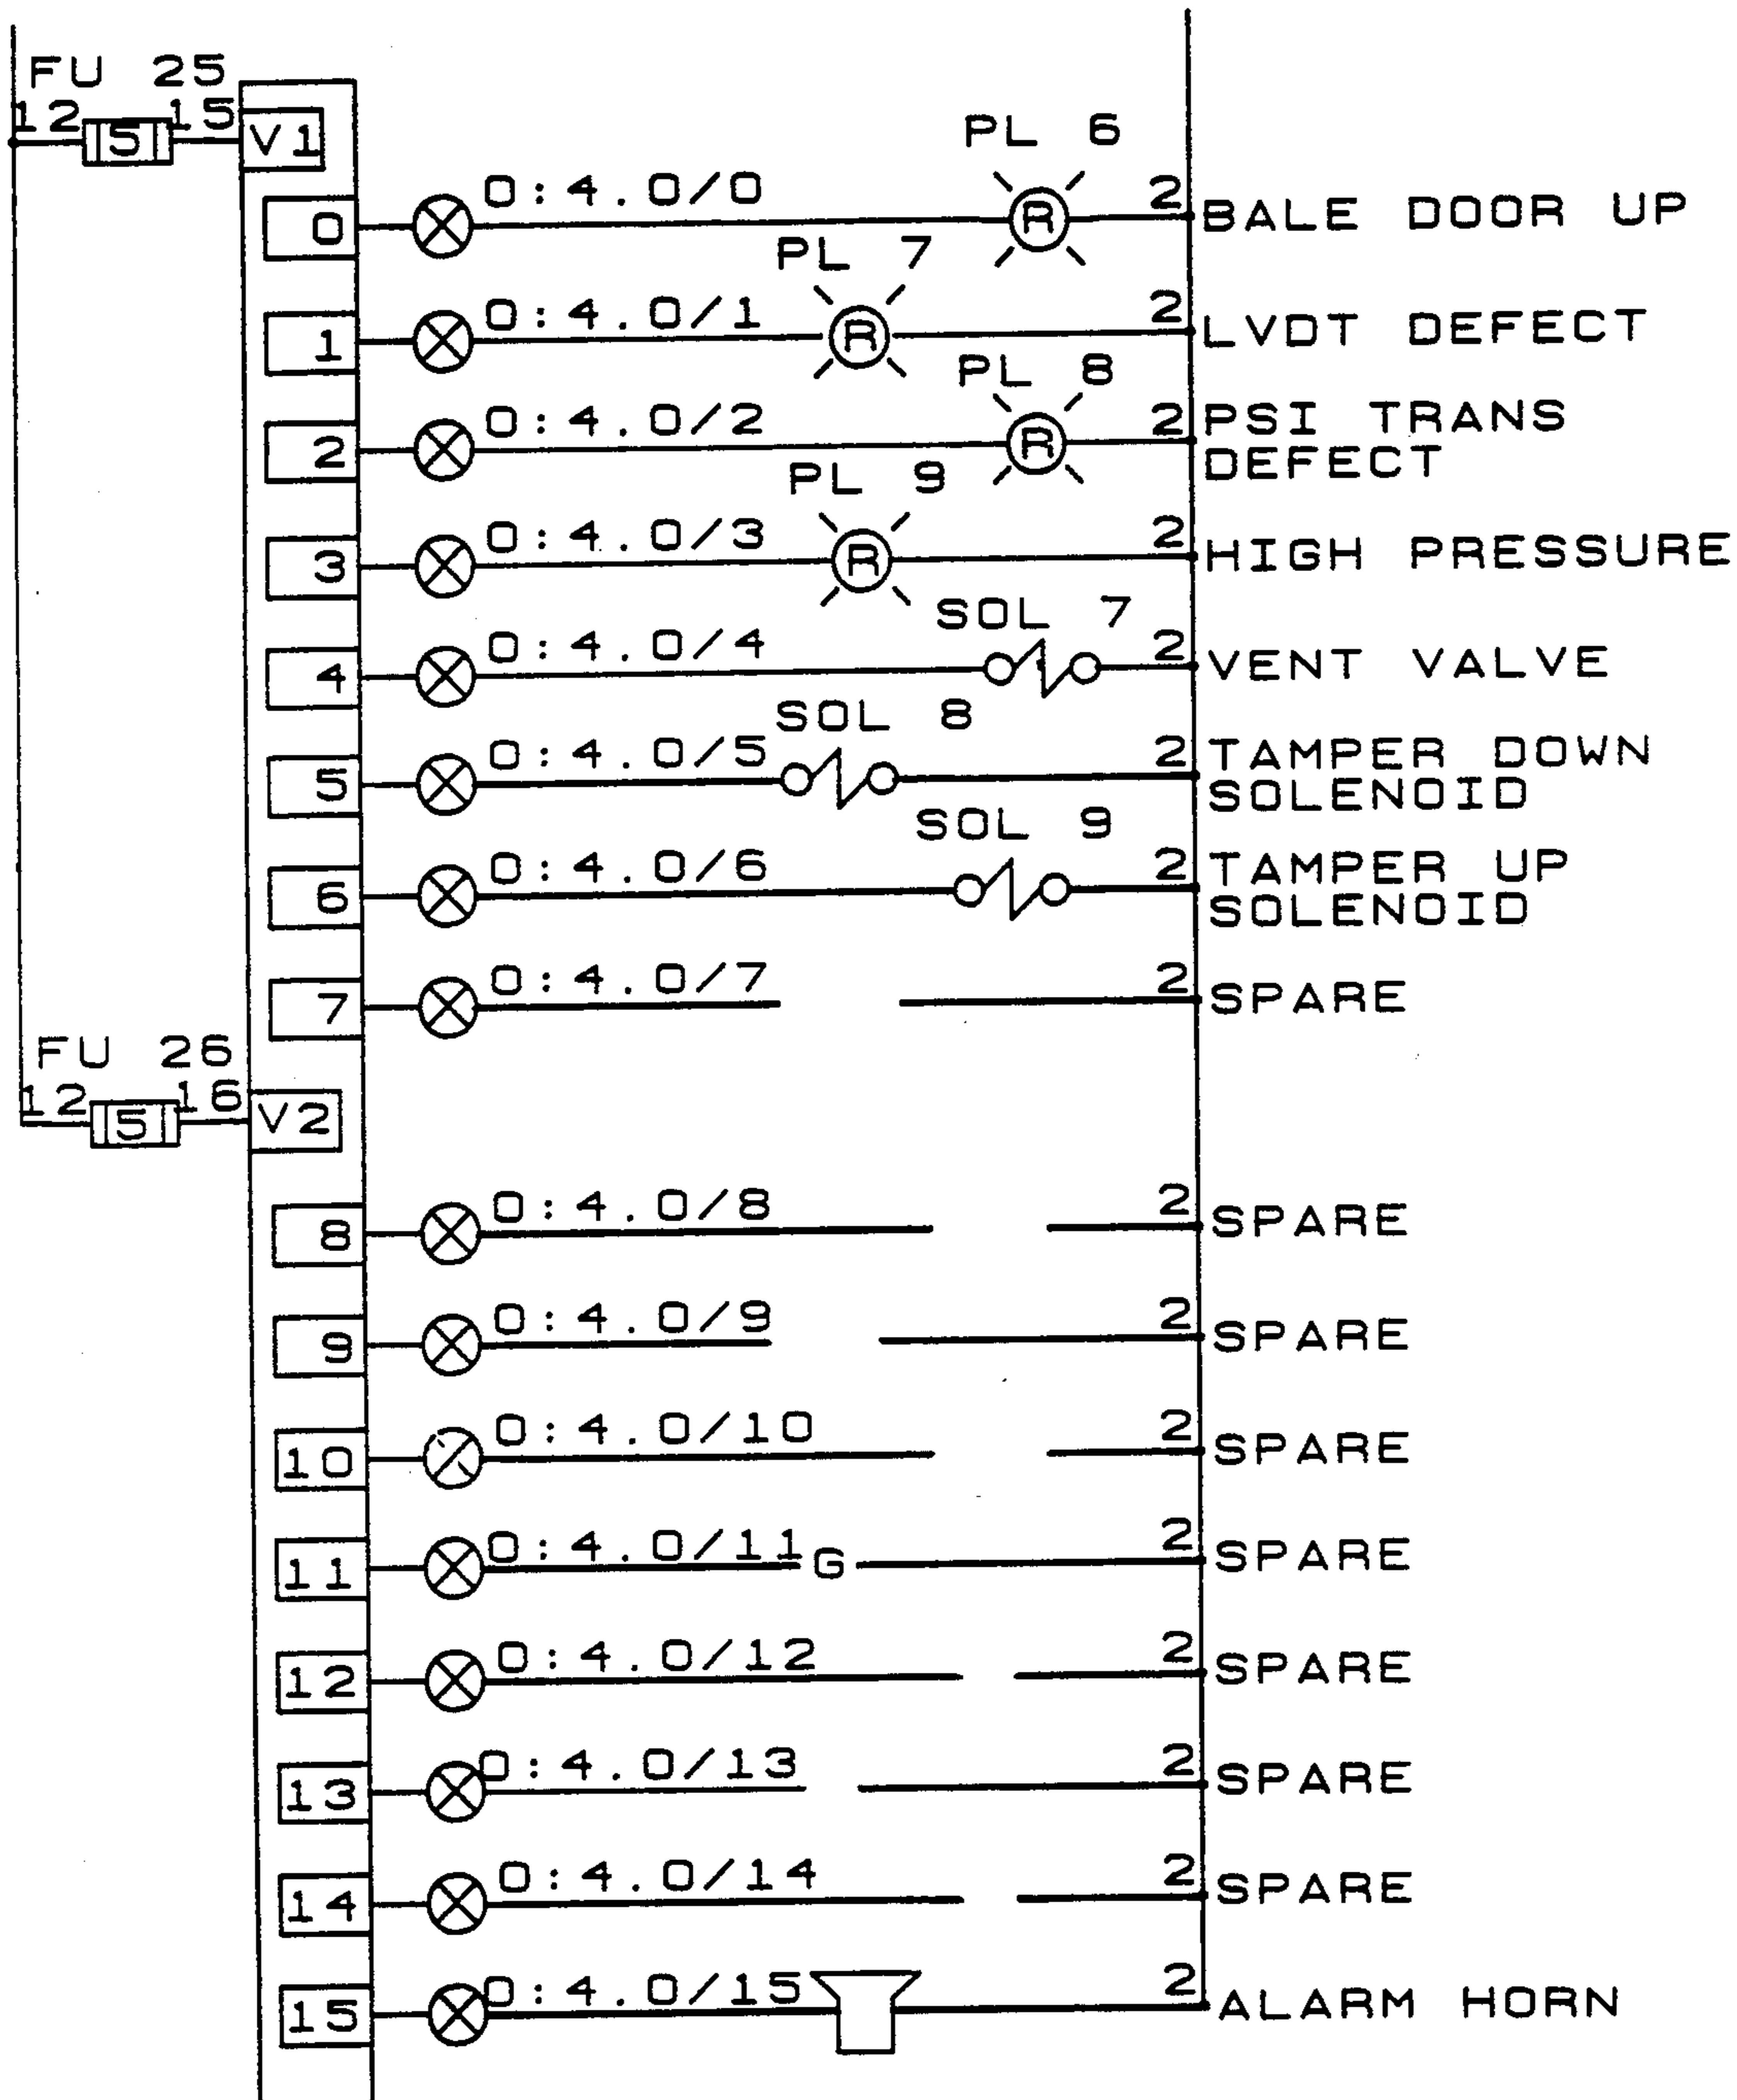 FU 25
12 5 15 V1
PL 6
0 O:4.0/0 R 2 BALE DOOR UP
PL 7
1 O:4.0/1 R 2 LVDT DEFECT
PL 8
2 O:4.0/2 R 2 PSI TRANS
DEFECT
PL 9
3 O:4.0/3 R 2 HIGH PRESSURE
SOL 7
4 O:4.0/4 2 VENT VALVE
SOL 8
5 O:4.0/5 2 TAMPER DOWN
SOLENOID
SOL 9
6 O:4.0/6 2 TAMPER UP
SOLENOID
7 O:4.0/7 2 SPARE
FU 26
12 5 16 V2
8 O:4.0/8 2 SPARE
9 O:4.0/9 2 SPARE
10 O:4.0/10 2 SPARE
11 O:4.0/11 G 2 SPARE
12 O:4.0/12 2 SPARE
13 O:4.0/13 2 SPARE
14 O:4.0/14 2 SPARE
15 O:4.0/15 2 ALARM HORN